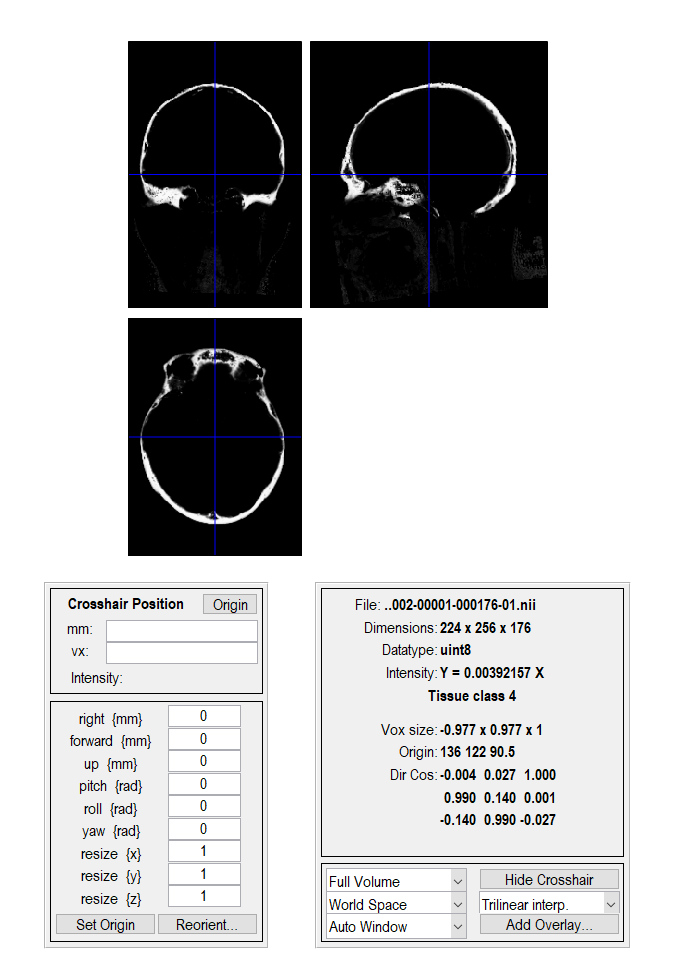 Crosshair Position
Origin
mm:
vx:
Intensity:
right {mm}
0
forward {mm}
0
up {mm}
0
pitch {rad}
0
roll {rad}
0
yaw {rad}
0
resize {x}
1
resize {y}
1
resize {z}
1
Set Origin
Reorient...
File: ..002-00001-000176-01.nii
Dimensions: 224 x 256 x 176
Datatype: uint8
Intensity: Y = 0.00392157 X
Tissue class 4
Vox size: -0.977 x 0.977 x 1
Origin: 136 122 90.5
Dir Cos: -0.004 0.027 1.000
0.990 0.140 0.001
-0.140 0.990 -0.027
Full Volume
Hide Crosshair
World Space
Trilinear interp.
Auto Window
Add Overlay...